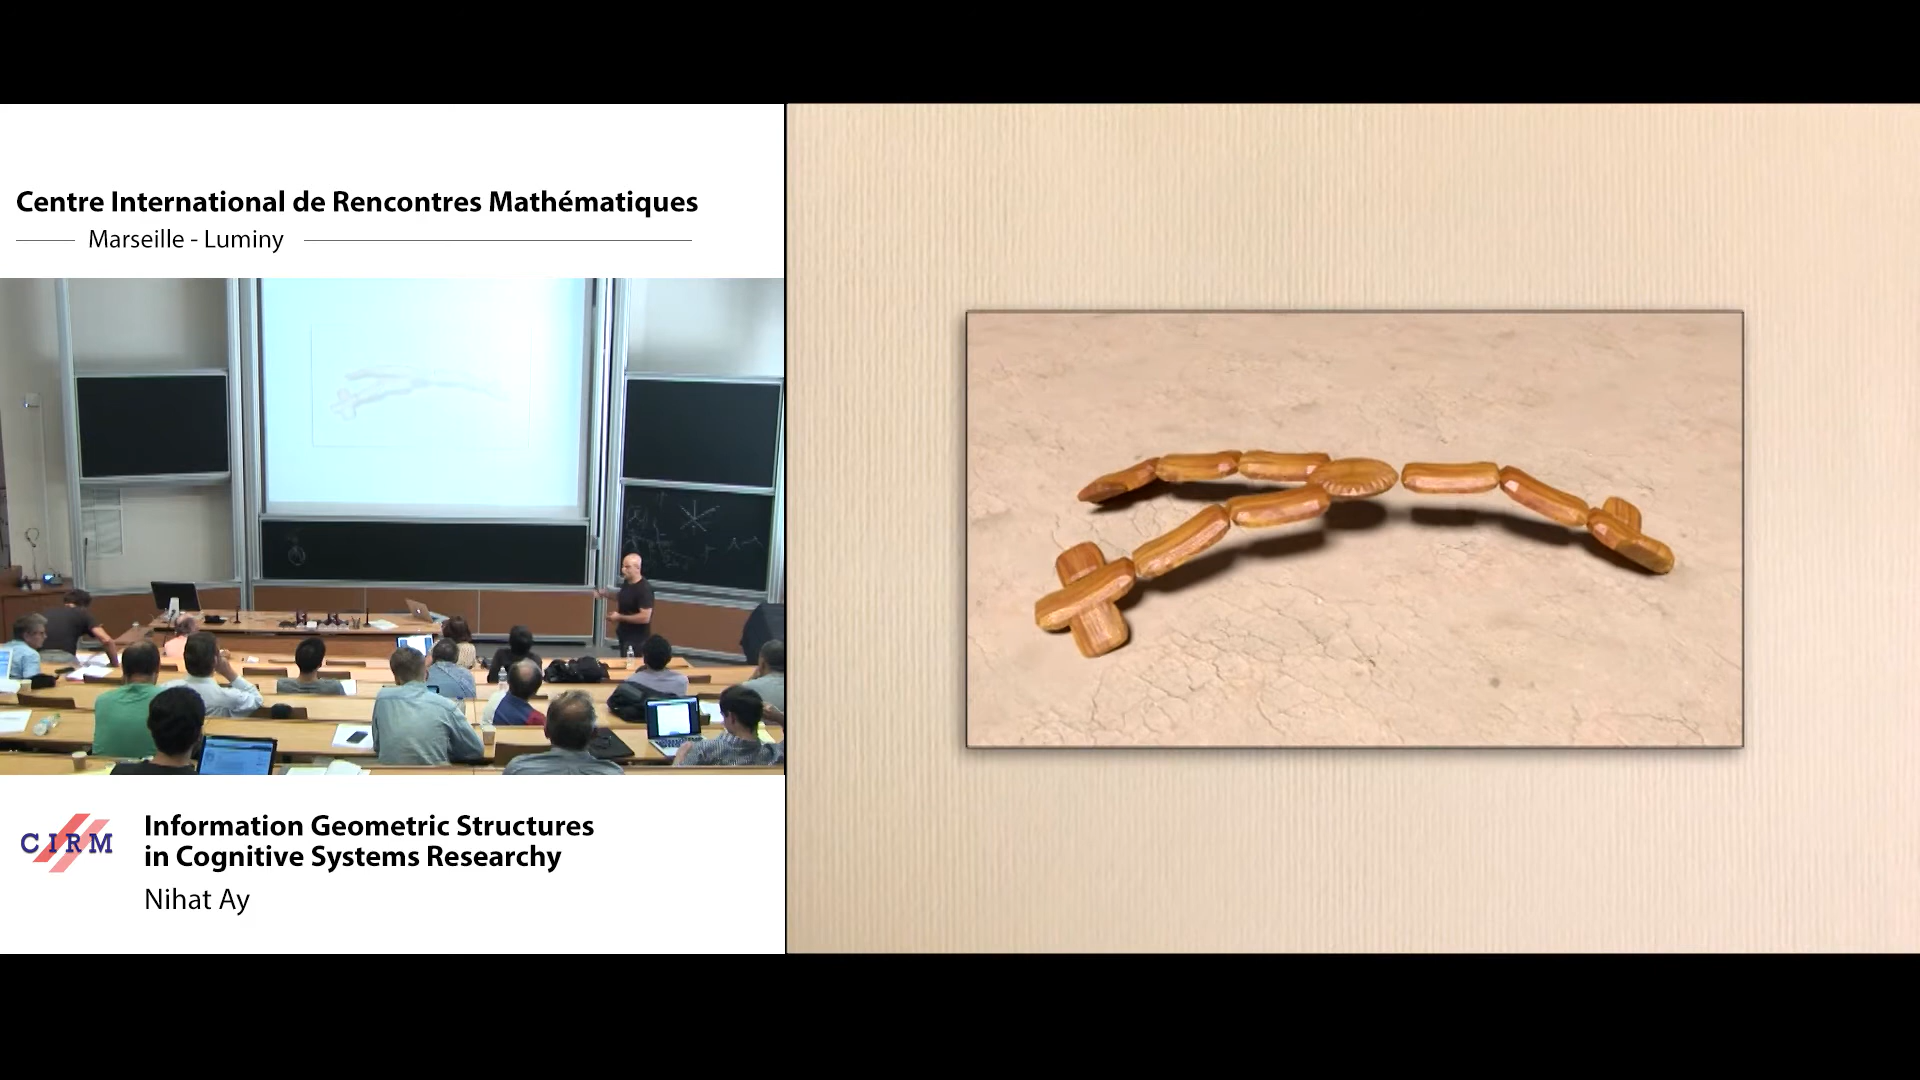 Centre International de Rencontres Mathématiques
Marseille - Luminy
CIRM
Information Geometric Structures
in Cognitive Systems Researchy
Nihat Ay